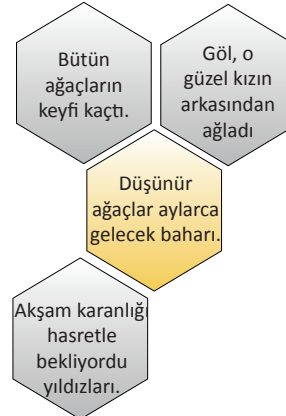 Bütün
ağaçların
keyfi kaçtı.
Göl, o
güzel kızın
arkasından
ağladı
Düşünür
ağaçlar aylarca
gelecek baharı.
Akşam karanlığı
hasretle
bekliyordu
yıldızları.